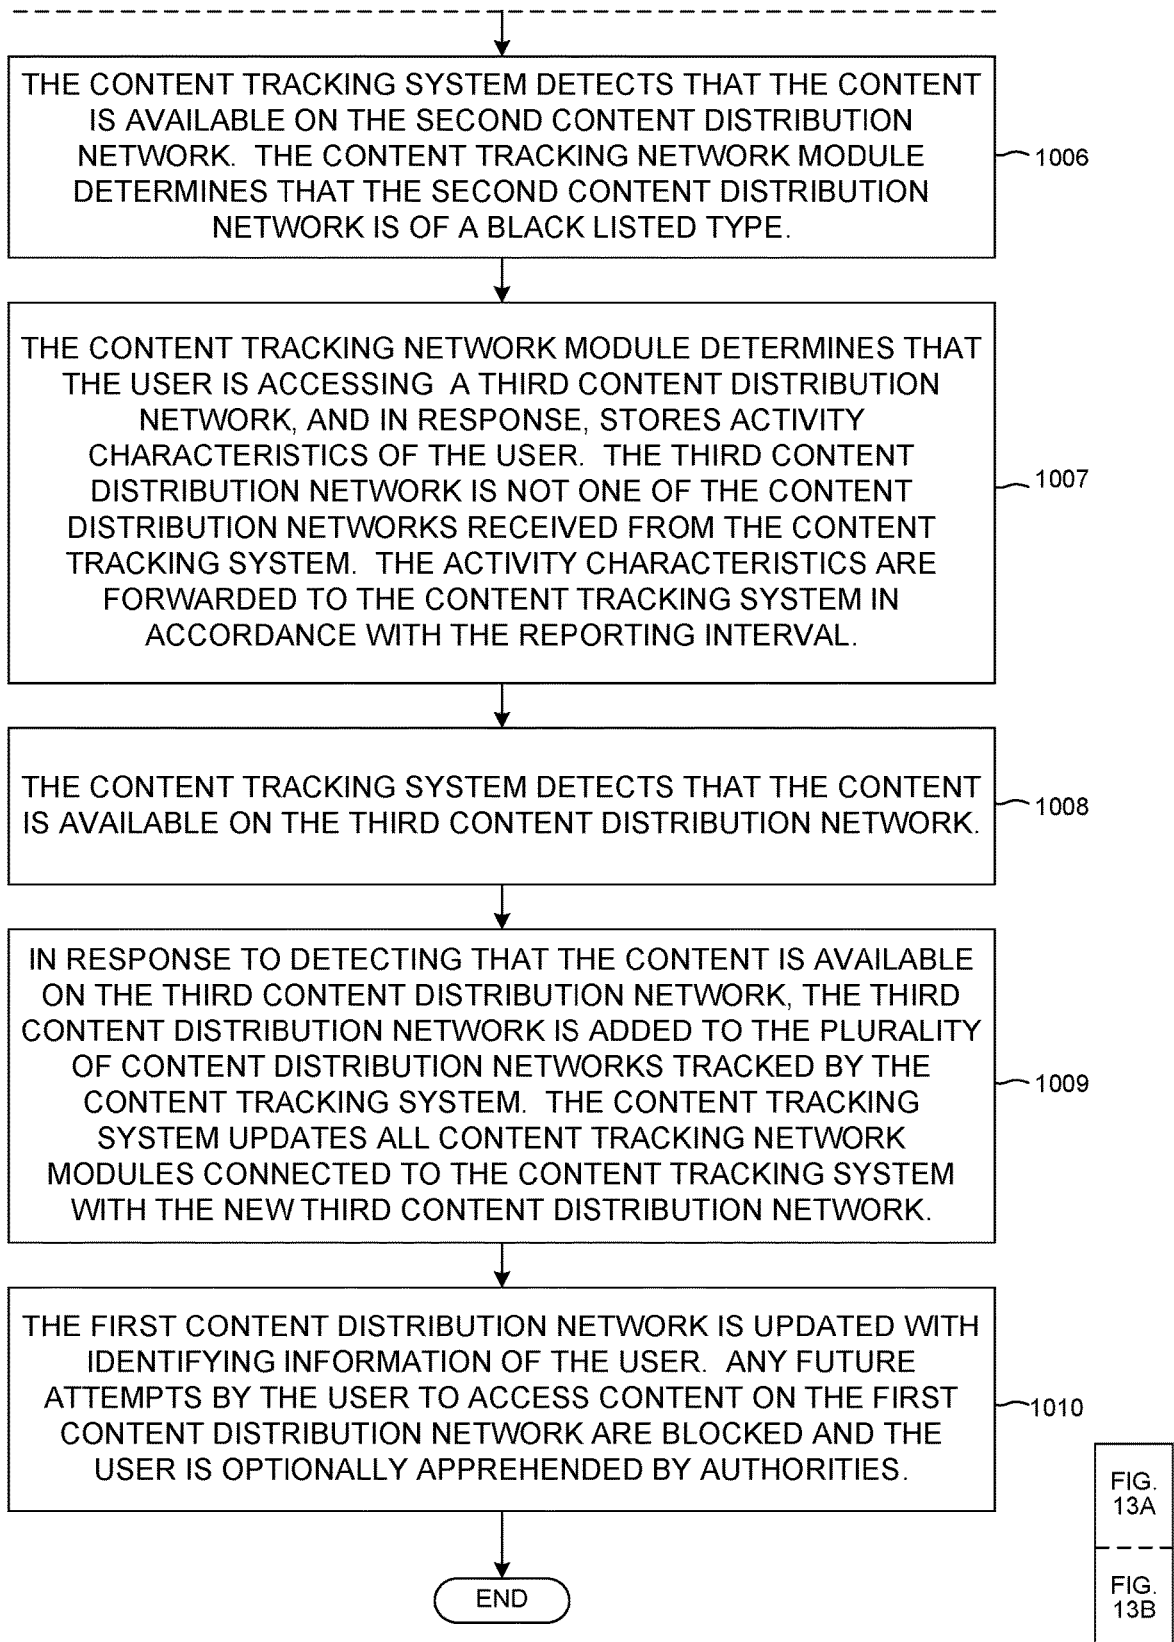 THE CONTENT TRACKING SYSTEM DETECTS THAT THE CONTENT
IS AVAILABLE ON THE SECOND CONTENT DISTRIBUTION
NETWORK. THE CONTENT TRACKING NETWORK MODULE
DETERMINES THAT THE SECOND CONTENT DISTRIBUTION
NETWORK IS OF A BLACK LISTED TYPE.
1006
THE CONTENT TRACKING NETWORK MODULE DETERMINES THAT
THE USER IS ACCESSING A THIRD CONTENT DISTRIBUTION
NETWORK, AND IN RESPONSE, STORES ACTIVITY
CHARACTERISTICS OF THE USER. THE THIRD CONTENT
DISTRIBUTION NETWORK IS NOT ONE OF THE CONTENT
DISTRIBUTION NETWORKS RECEIVED FROM THE CONTENT
TRACKING SYSTEM. THE ACTIVITY CHARACTERISTICS ARE
FORWARDED TO THE CONTENT TRACKING SYSTEM IN
ACCORDANCE WITH THE REPORTING INTERVAL.
1007
THE CONTENT TRACKING SYSTEM DETECTS THAT THE CONTENT
IS AVAILABLE ON THE THIRD CONTENT DISTRIBUTION NETWORK.
1008
IN RESPONSE TO DETECTING THAT THE CONTENT IS AVAILABLE
ON THE THIRD CONTENT DISTRIBUTION NETWORK, THE THIRD
CONTENT DISTRIBUTION NETWORK IS ADDED TO THE PLURALITY
OF CONTENT DISTRIBUTION NETWORKS TRACKED BY THE
CONTENT TRACKING SYSTEM. THE CONTENT TRACKING
SYSTEM UPDATES ALL CONTENT TRACKING NETWORK
MODULES CONNECTED TO THE CONTENT TRACKING SYSTEM
WITH THE NEW THIRD CONTENT DISTRIBUTION NETWORK.
1009
THE FIRST CONTENT DISTRIBUTION NETWORK IS UPDATED WITH
IDENTIFYING INFORMATION OF THE USER. ANY FUTURE
ATTEMPTS BY THE USER TO ACCESS CONTENT ON THE FIRST
CONTENT DISTRIBUTION NETWORK ARE BLOCKED AND THE
USER IS OPTIONALLY APPREHENDED BY AUTHORITIES.
1010
END
FIG.
13A
FIG.
13B